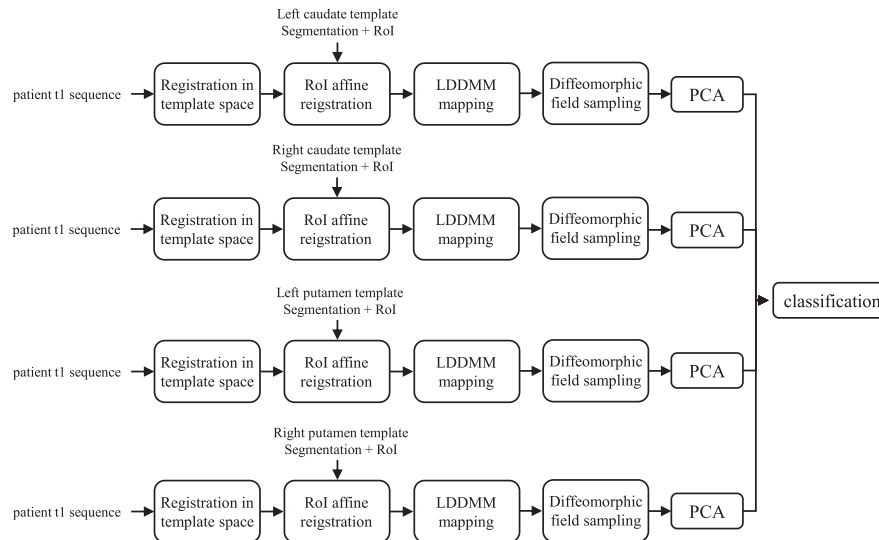 Left caudate template
Segmentation + RoI
patient t1 sequence
Registration in
template space
RoI affine
reigstration
LDDMM
mapping
Diffeomorphic
field sampling
PCA
Right caudate template
Segmentation + RoI
patient t1 sequence
Registration in
template space
RoI affine
reigstration
LDDMM
mapping
Diffeomorphic
field sampling
PCA
classification
Left putamen template
Segmentation + RoI
patient t1 sequence
Registration in
template space
RoI affine
reigstration
LDDMM
mapping
Diffeomorphic
field sampling
PCA
Right putamen template
Segmentation + RoI
patient t1 sequence
Registration in
template space
RoI affine
reigstration
LDDMM
mapping
Diffeomorphic
field sampling
PCA